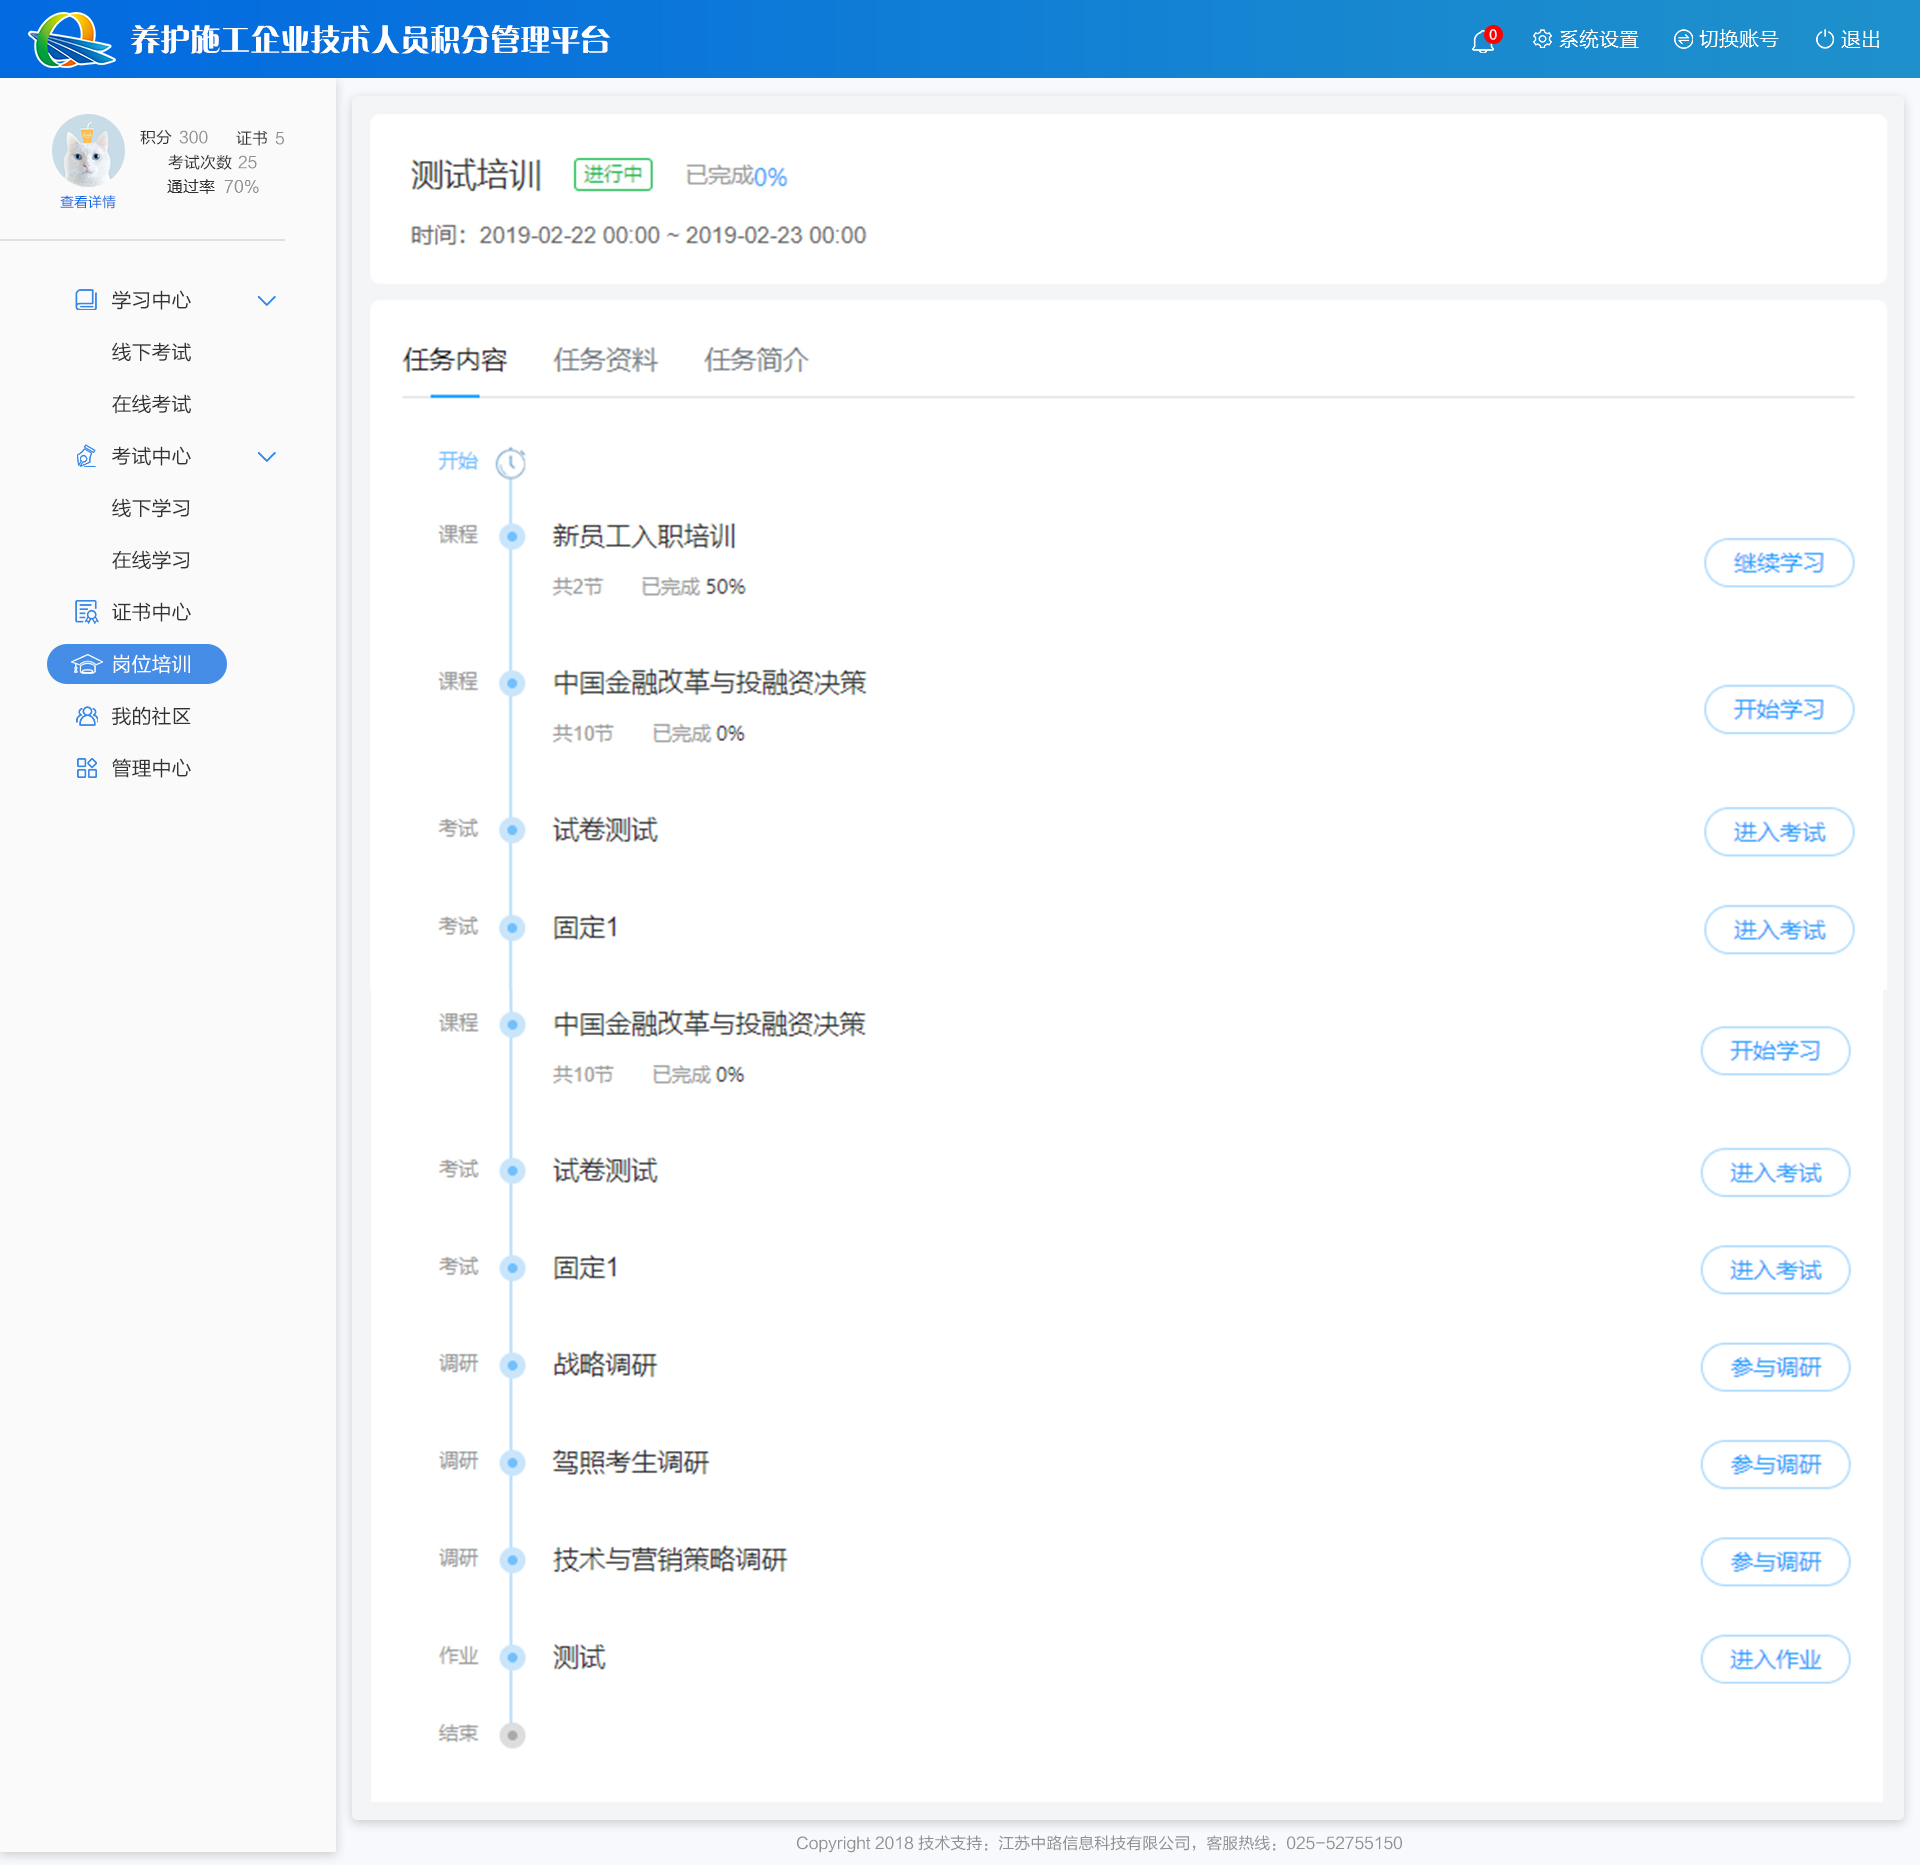 养护施工企业技术人员积分管理平台
0
系统设置
切换账号
退出
积分 300 证书 5
考试次数 25
通过率 70%
查看详情
学习中心
线下考试
在线考试
考试中心
线下学习
在线学习
证书中心
岗位培训
我的社区
管理中心
测试培训 进行中 已完成0%
时间：2019-02-22 00:00 ~ 2019-02-23 00:00
任务内容 任务资料 任务简介
开始
课程 新员工入职培训
共2节 已完成 50%
继续学习
课程 中国金融改革与投融资决策
共10节 已完成 0%
开始学习
考试 试卷测试 进入考试
考试 固定1 进入考试
课程 中国金融改革与投融资决策
共10节 已完成 0%
开始学习
考试 试卷测试 进入考试
考试 固定1 进入考试
调研 战略调研 参与调研
调研 驾照考生调研 参与调研
调研 技术与营销策略调研 参与调研
作业 测试 进入作业
结束
Copyright 2018 技术支持：江苏中路信息科技有限公司，客服热线：025-52755150